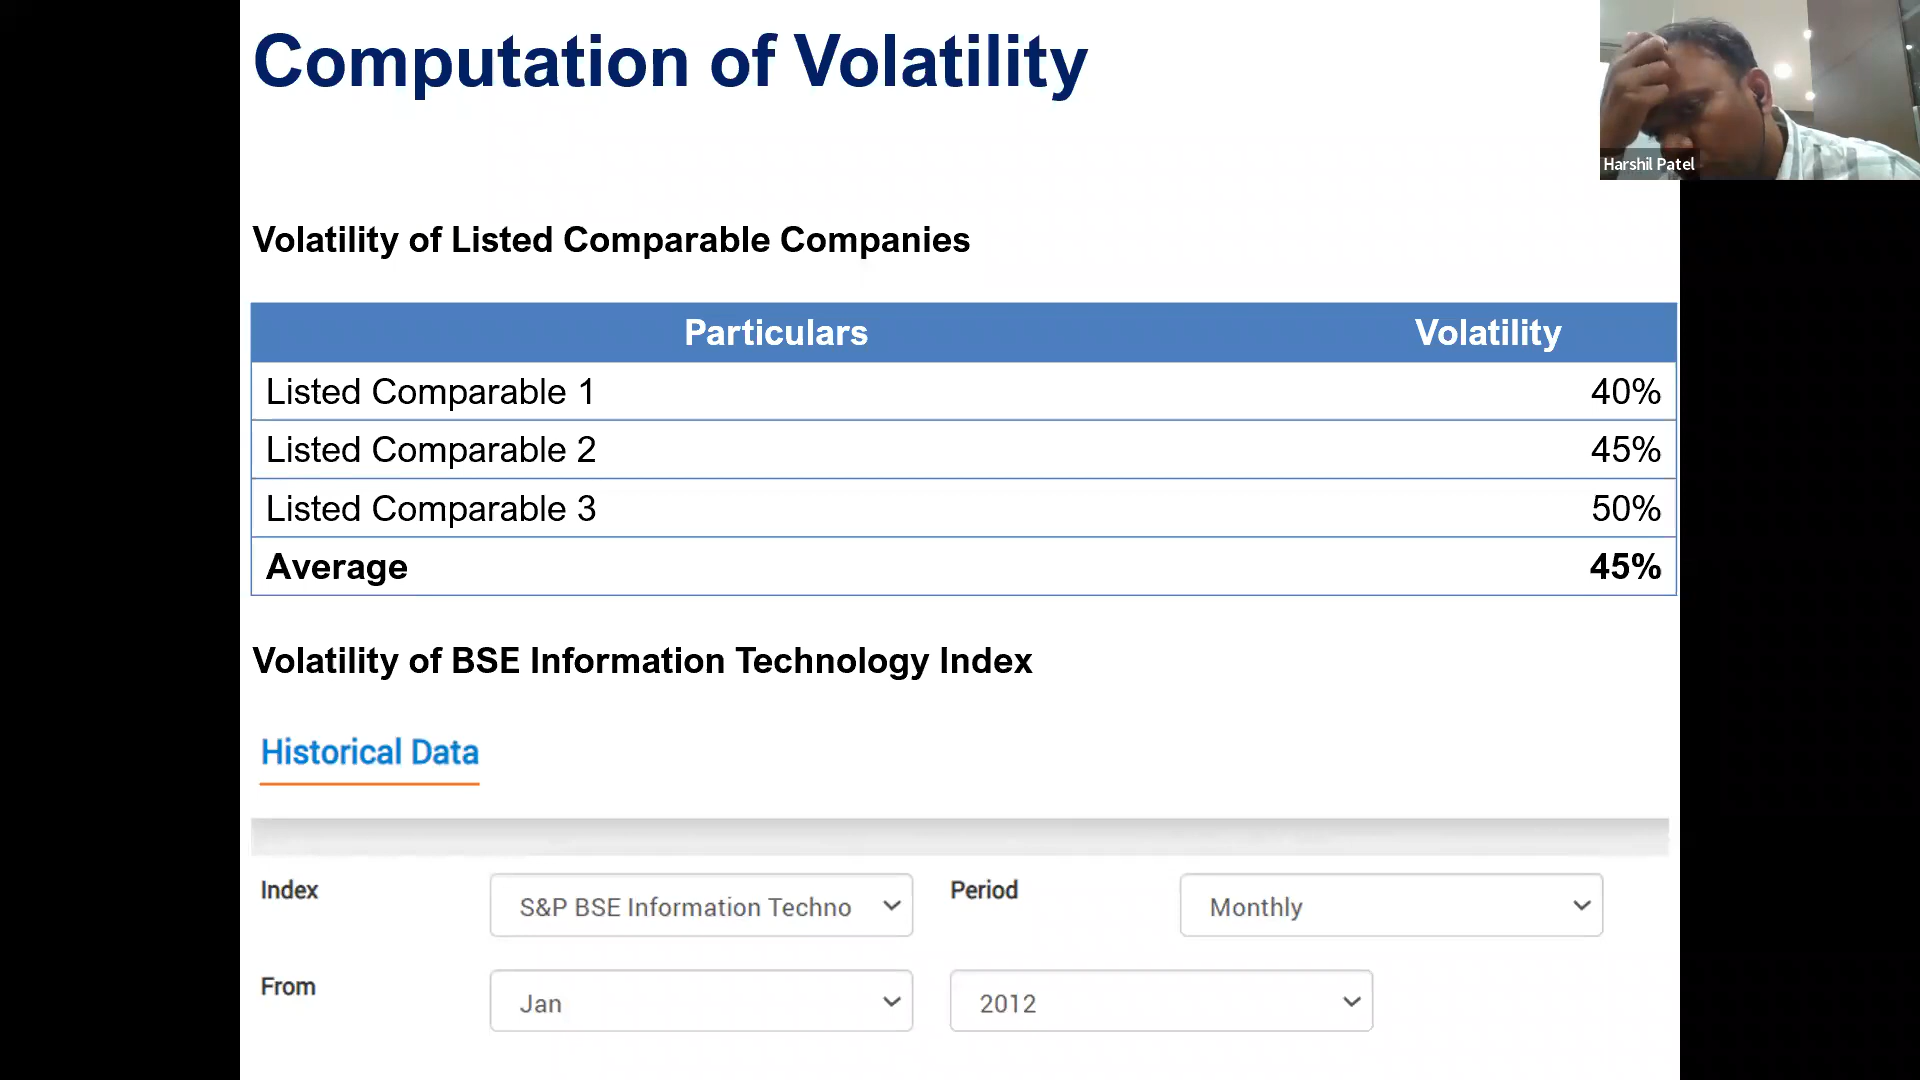 Computation of Volatility
Harshil Patel
Volatility of Listed Comparable Companies
Particulars Volatility
Listed Comparable 1 40%
Listed Comparable 2 45%
Listed Comparable 3 50%
Average 45%
Volatility of BSE Information Technology Index
Historical Data
Index S&P BSE Information Techno Period Monthly
From Jan 2012